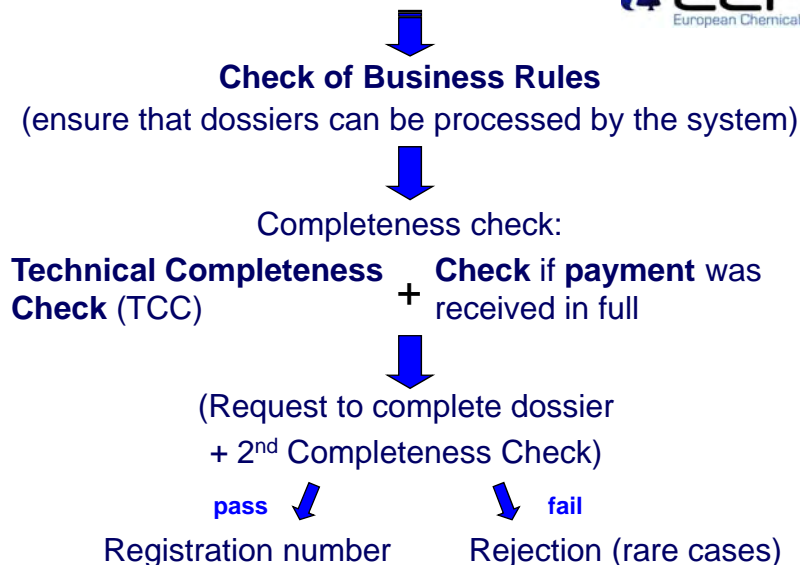 European Chemical
Check of Business Rules
(ensure that dossiers can be processed by the system)
Completeness check:
Technical Completeness
Check (TCC)
+
Check if payment was
received in full
(Request to complete dossier
+ 2nd Completeness Check)
pass
fail
Registration number
Rejection (rare cases)